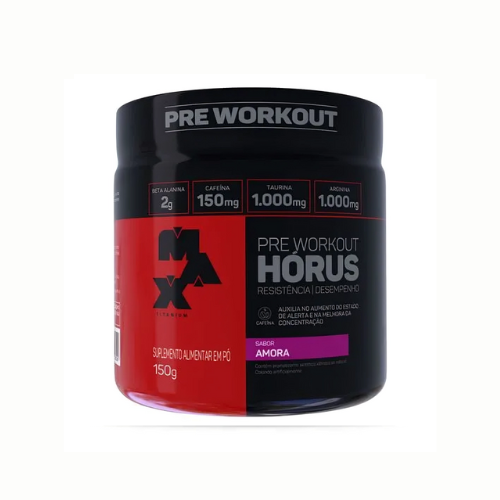 PRE WORKOUT
BETA ALANINA
2g
CAFEÍNA
150mg
TAURINA
1.000mg
ARGININA
1.000mg
MAX
TITANIUM
PRE WORKOUT
HÓRUS
RESISTÊNCIA | DESEMPENHO
CAFEÍNA
AUXILIA NO AUMENTO DO ESTADO
DE ALERTA E NA MELHORA DA
CONCENTRAÇÃO
SABOR
AMORA
SUPLEMENTO ALIMENTAR EM PÓ
150g